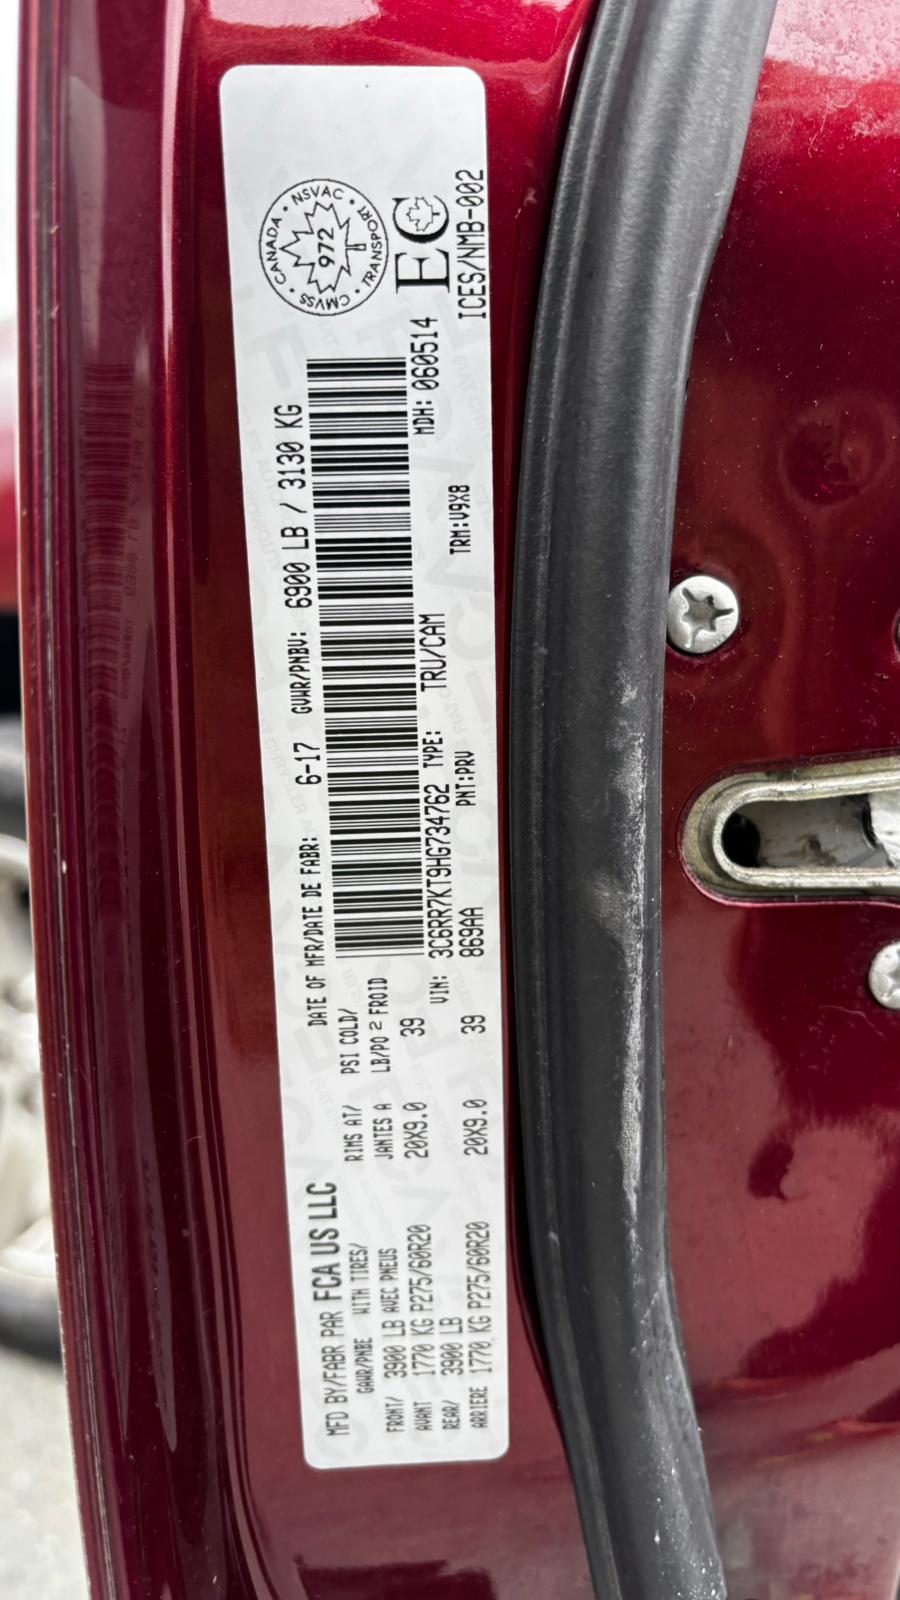 MFD BY/FABR PAR FCA US LLC
DATE OF MFR/DATE DE FABR: 6-17 GVWR/PNBV: 6900 LB / 3130 KG
GAWR/PNBE WITH TIRES/ RIMS AT/ PSI COLD/
FRONT/ 3900 LB AVEC PNEUS JANTES A LB/PO 2 FROID
AVANT 1770 KG P275/60R20 20X9.0 39
REAR/ 3900 LB
ARRIERE 1770 KG P275/60R20 20X9.0 39
VIN: 3C6RR7KT9HG734762 TYPE: TRU/CAM MDH: 060514
869AA PNT:PRV TRM:V9X8
CANADA • NSVAC • TRANSPORT • CMVSS •
972
EC
ICES/NMB-002